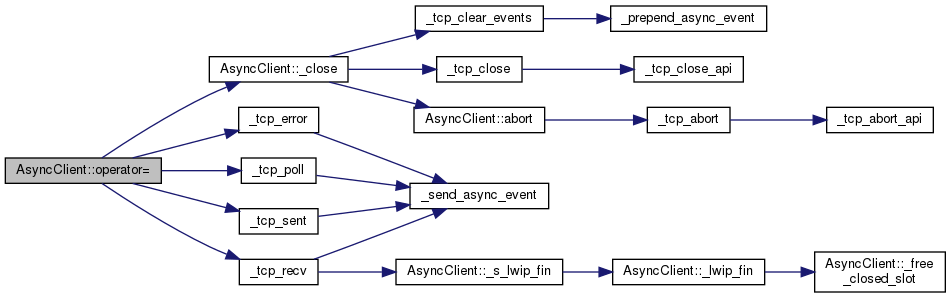 _tcp_clear_events
_prepend_async_event
AsyncClient::_close
_tcp_close
_tcp_close_api
_tcp_error
AsyncClient::abort
_tcp_abort
_tcp_abort_api
AsyncClient::operator=
_tcp_poll
_send_async_event
_tcp_sent
_tcp_recv
AsyncClient::_s_lwip_fin
AsyncClient::_lwip_fin
AsyncClient::_free
_closed_slot